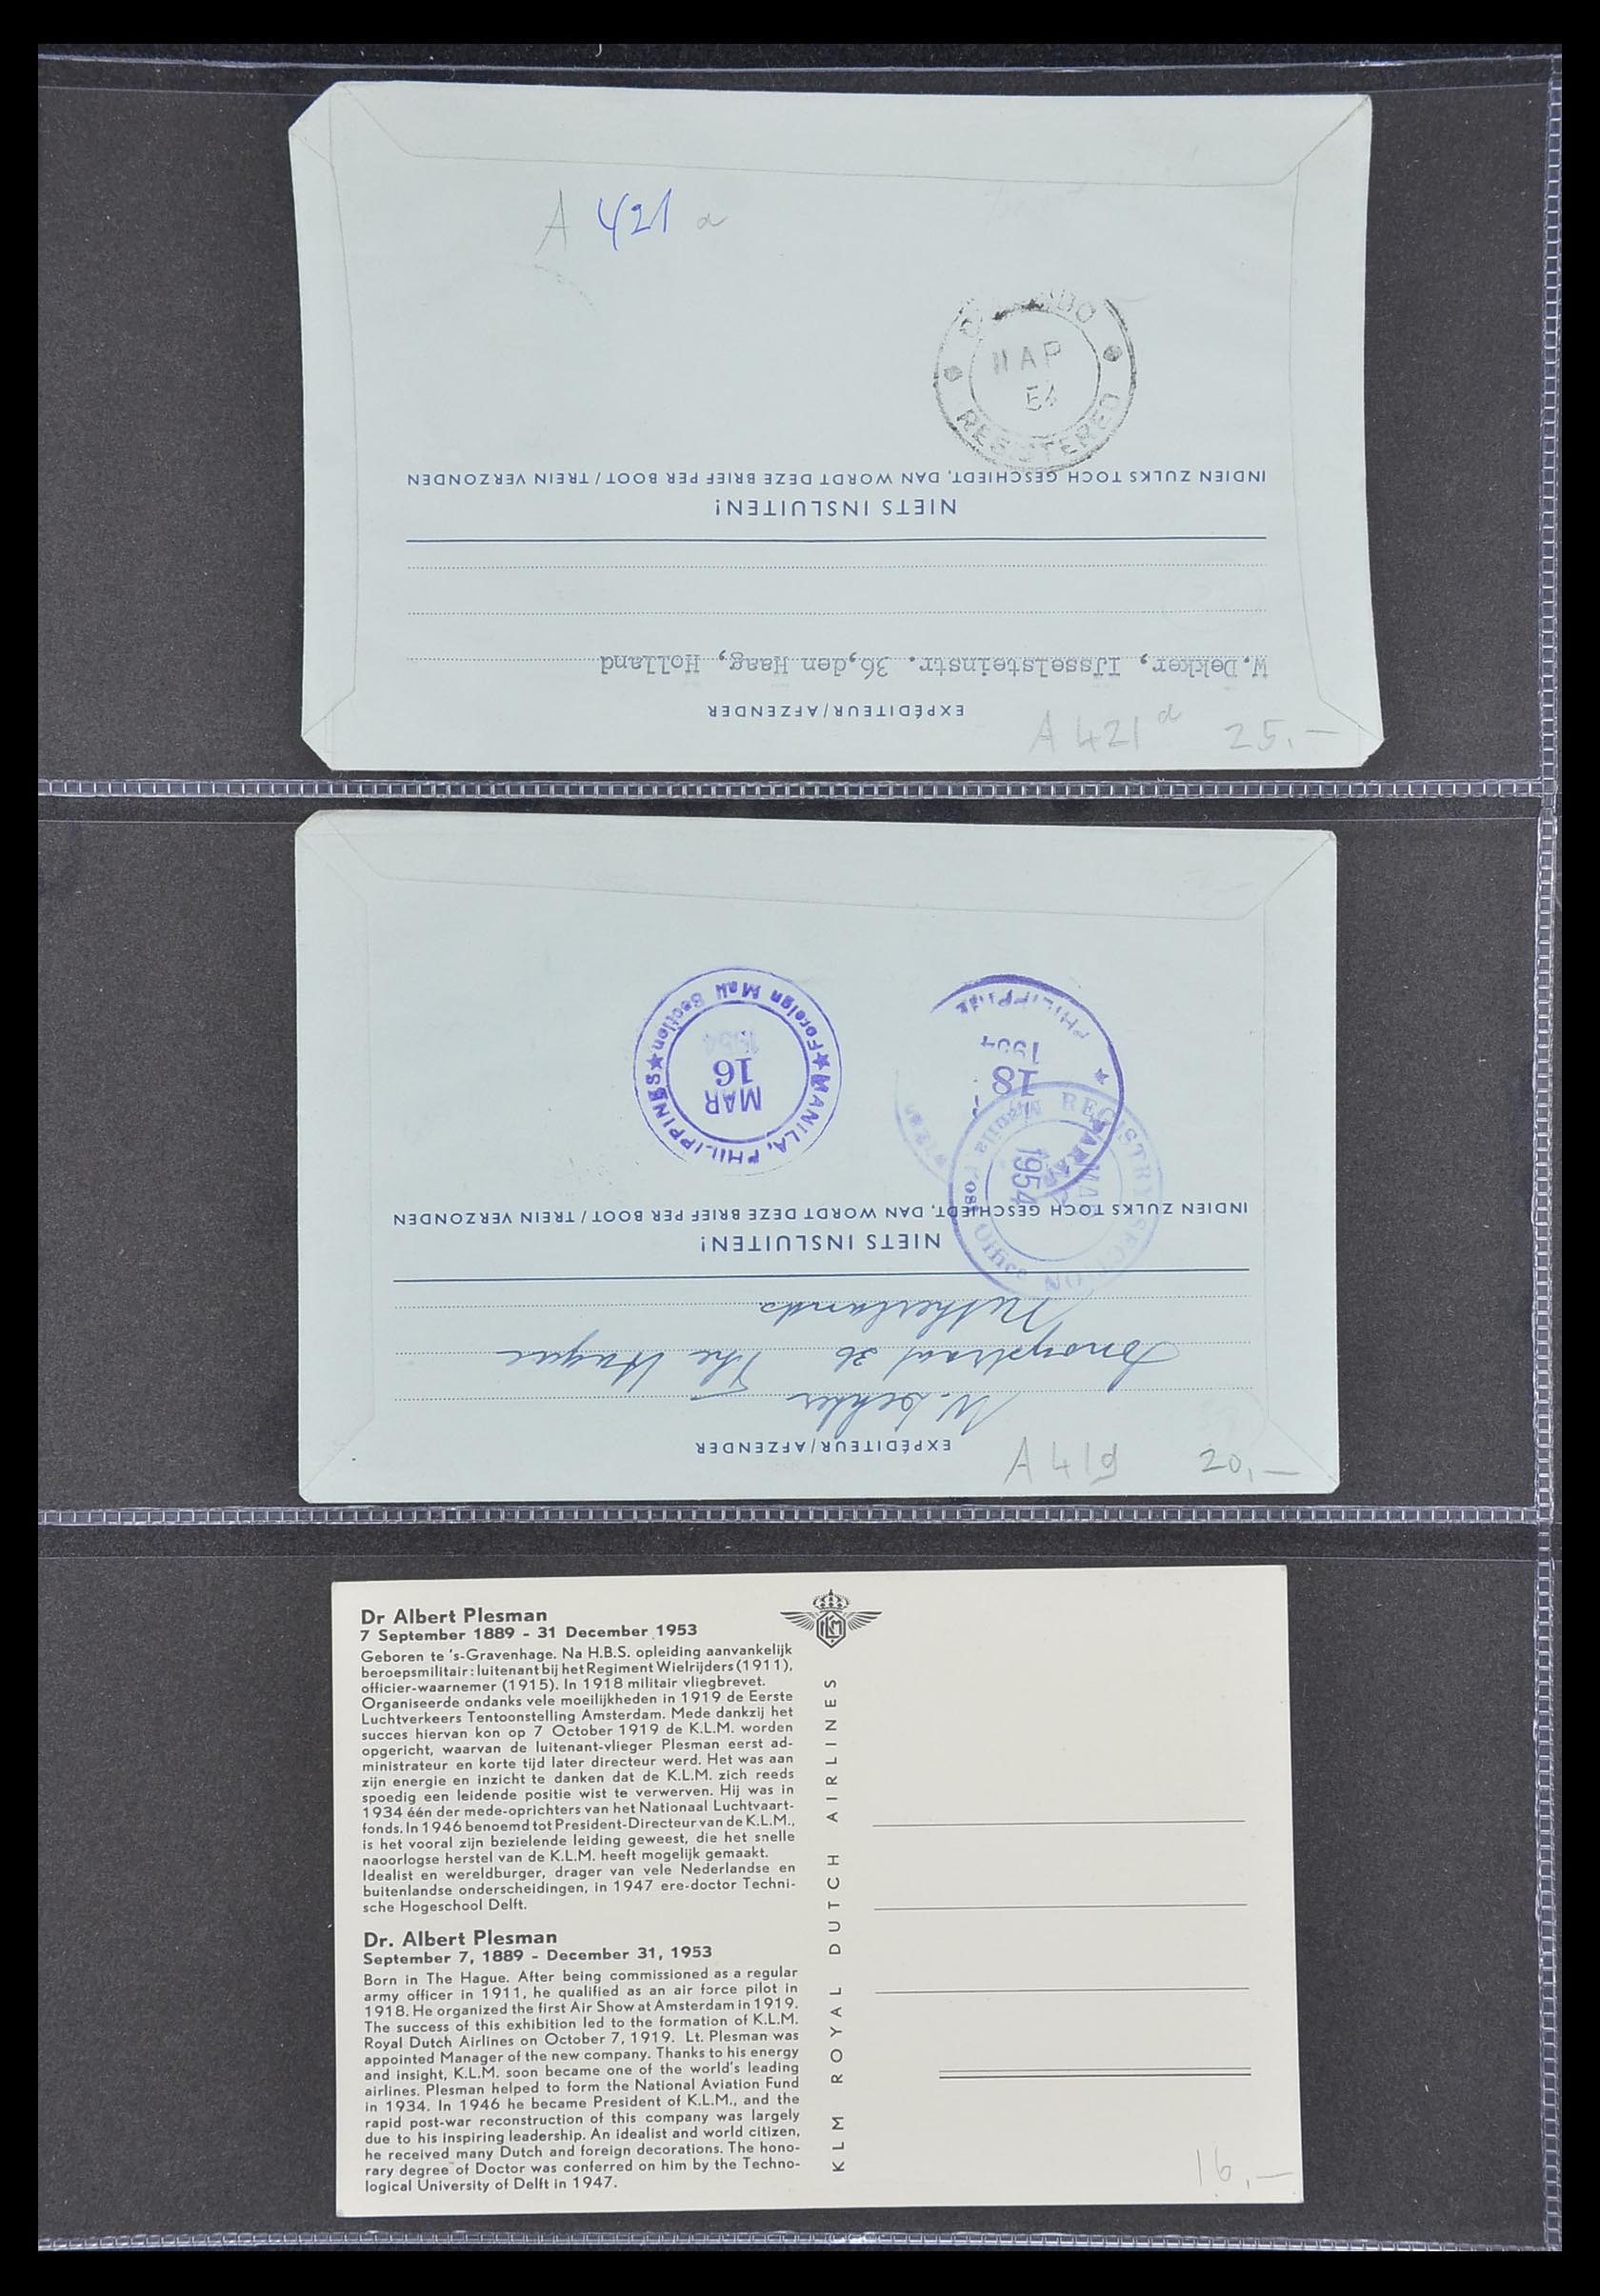 A 421 a
COLOMBO
11 AP
54
REGISTERED
INDIEN ZULKS TOCH GESCHIEDT, DAN WORDT DEZE BRIEF PER BOOT / TREIN VERZONDEN
NIETS INSLUITEN!
W.Dekker, IJsselsteinstr. 36,den Haag, Holland
EXPÉDITEUR/AFZENDER
A 421 a 25,—
Foreign Mail Section
1954
16
MAR
MANILA, PHILIPPINES
PHILIPPINE
1954
18
REGISTRY SECTION
Manila Post Office
1954
INDIEN ZULKS TOCH GESCHIEDT, DAN WORDT DEZE BRIEF PER BOOT / TREIN VERZONDEN
NIETS INSLUITEN!
Netherlands
36 The Hague
W. Dekker
EXPÉDITEUR/AFZENDER
A 419 20,—
Dr Albert Plesman
7 September 1889 - 31 December 1953
Geboren te 's-Gravenhage. Na H.B.S. opleiding aanvankelijk
beroepsmilitair: luitenant bij het Regiment Wielrijders (1911),
officier-waarnemer (1915). In 1918 militair vliegbrevet.
Organiseerde ondanks vele moeilijkheden in 1919 de Eerste
Luchtverkeers Tentoonstelling Amsterdam. Mede dankzij het
succes hiervan kon op 7 October 1919 de K.L.M. worden
opgericht, waarvan de luitenant-vlieger Plesman eerst ad-
ministrateur en korte tijd later directeur werd. Het was aan
zijn energie en inzicht te danken dat de K.L.M. zich reeds
spoedig een leidende positie wist te verwerven. Hij was in
1934 één der mede-oprichters van het Nationaal Luchtvaart-
fonds. In 1946 benoemd tot President-Directeur van de K.L.M.,
is het vooral zijn bezielende leiding geweest, die het snelle
naoorlogse herstel van de K.L.M. heeft mogelijk gemaakt.
Idealist en wereldburger, drager van vele Nederlandse en
buitenlandse onderscheidingen, in 1947 ere-doctor Techni-
sche Hogeschool Delft.
Dr. Albert Plesman
September 7, 1889 - December 31, 1953
Born in The Hague. After being commissioned as a regular
army officer in 1911, he qualified as an air force pilot in
1918. He organized the first Air Show at Amsterdam in 1919.
The success of this exhibition led to the formation of K.L.M.
Royal Dutch Airlines on October 7, 1919. Lt. Plesman was
appointed Manager of the new company. Thanks to his energy
and insight, K.L.M. soon became one of the world's leading
airlines. Plesman helped to form the National Aviation Fund
in 1934. In 1946 he became President of K.L.M., and the
rapid post-war reconstruction of this company was largely
due to his inspiring leadership. An idealist and world citizen,
he received many Dutch and foreign decorations. The hono-
rary degree of Doctor was conferred on him by the Techno-
logical University of Delft in 1947.
KLM
KLM ROYAL DUTCH AIRLINES
16,—